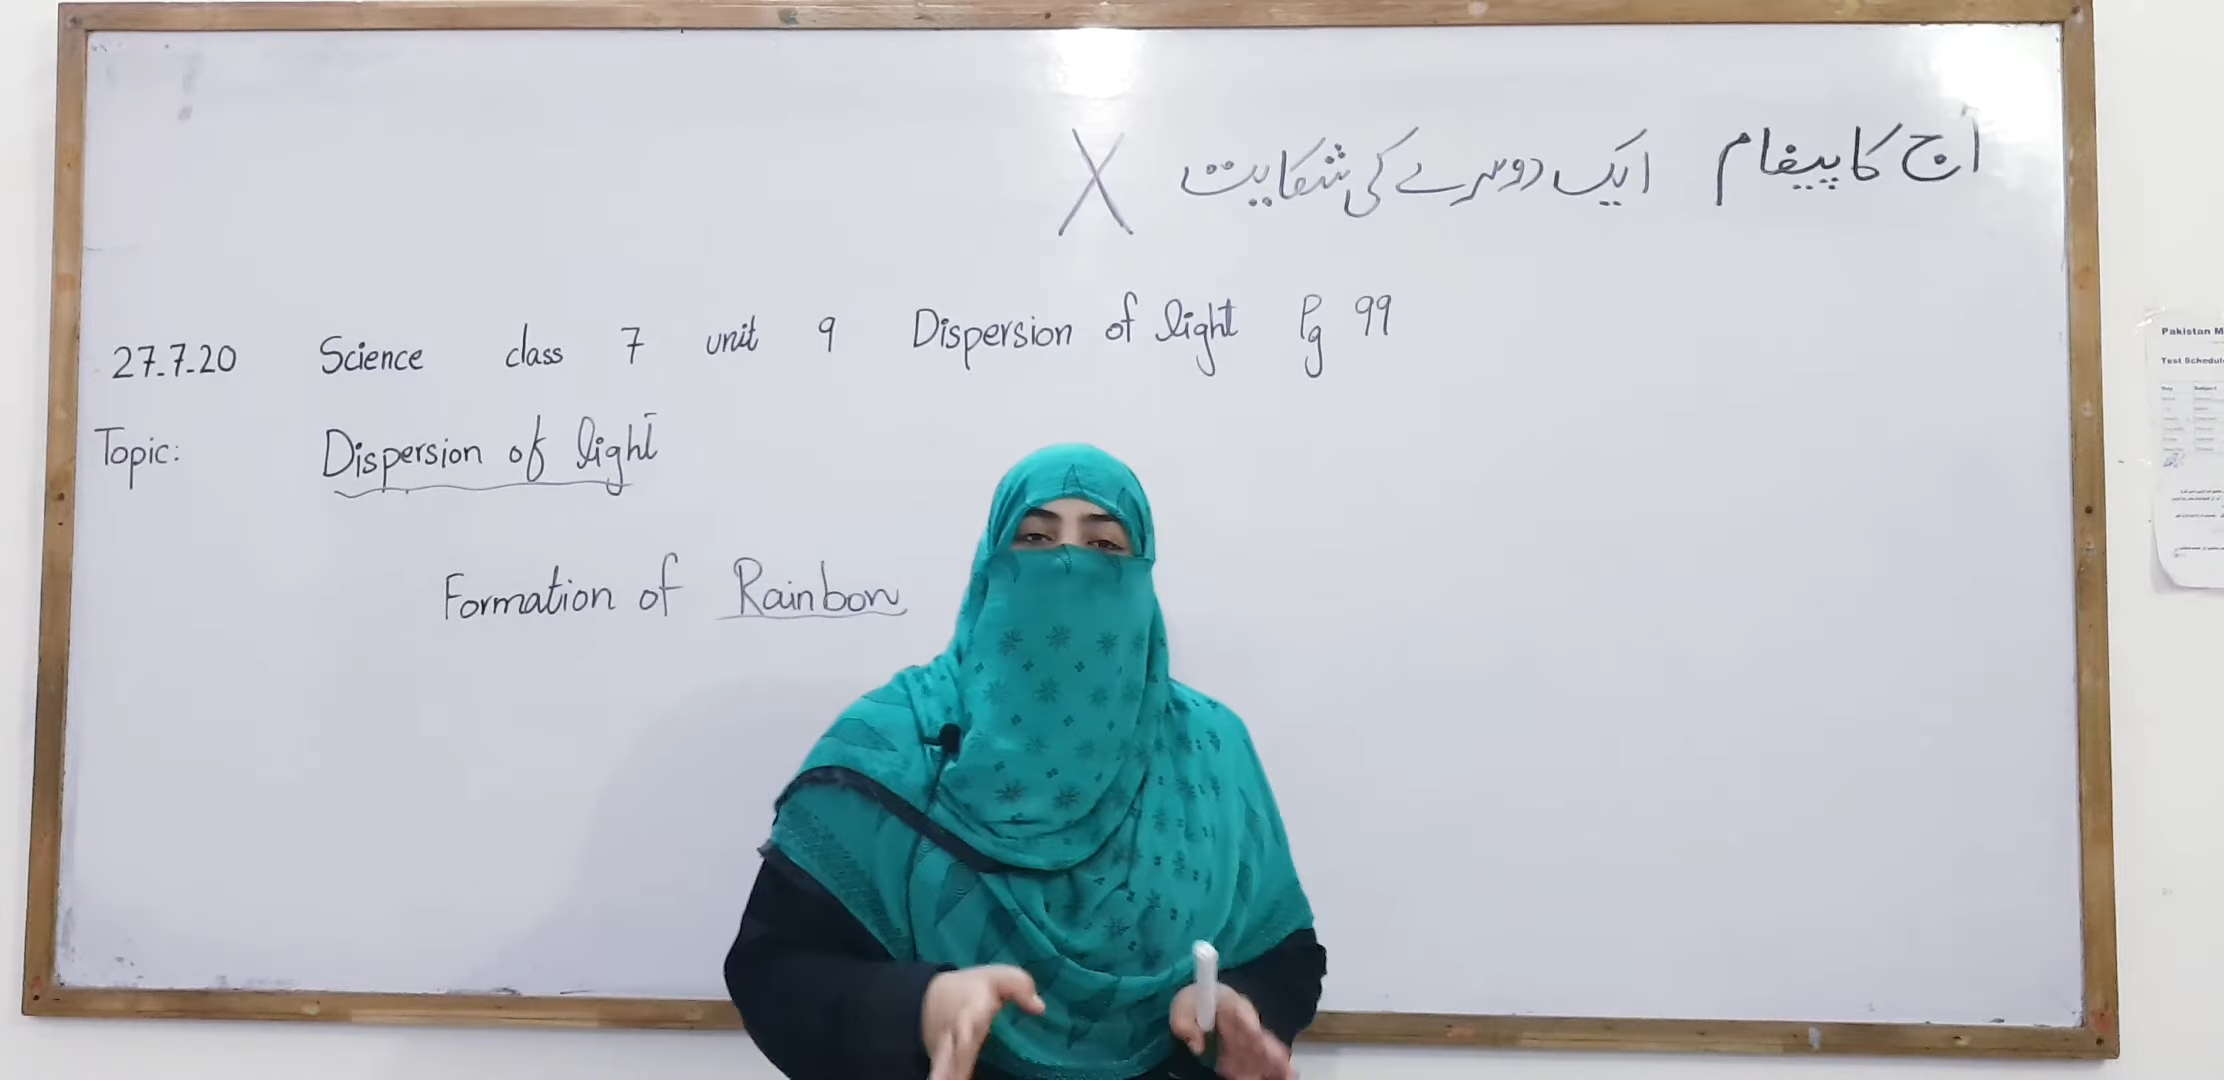 آج کا پیغام ایک دوسرے کی شکایت X
27.7.20 Science class 7 unit 9 Dispersion of light Pg 99
Topic: Dispersion of light
Formation of Rainbow
Pakistan M
Test Schedul